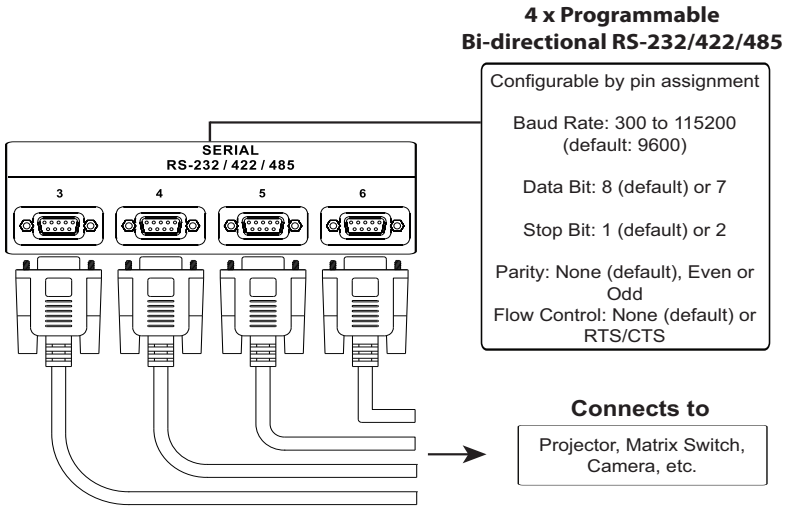 4 x Programmable
Bi-directional RS-232/422/485
Configurable by pin assignment
Baud Rate: 300 to 115200
(default: 9600)
Data Bit: 8 (default) or 7
Stop Bit: 1 (default) or 2
Parity: None (default), Even or
Odd
Flow Control: None (default) or
RTS/CTS
SERIAL
RS-232 / 422 / 485
3 4 5 6
Connects to
Projector, Matrix Switch,
Camera, etc.